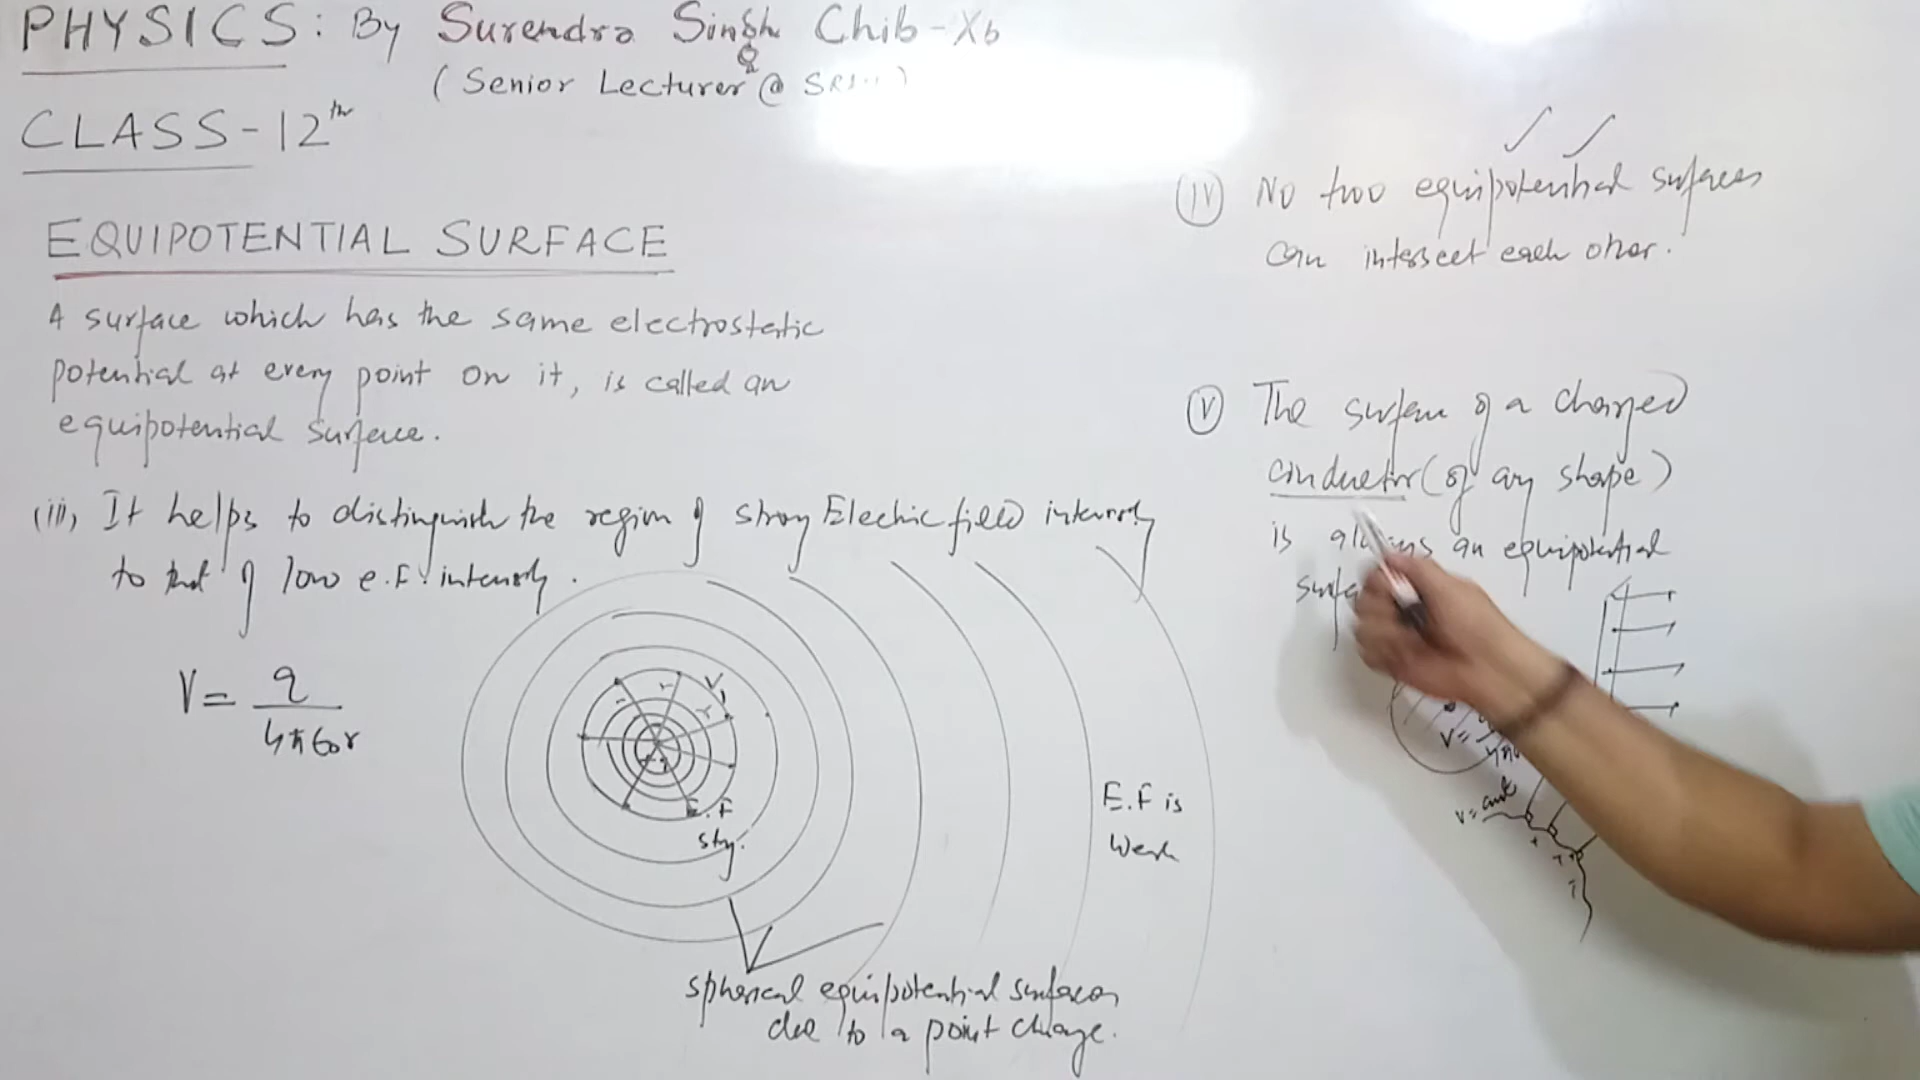 PHYSICS: By Surendra Singh Chib-Xb
(Senior Lecturer @
CLASS-12th
EQUIPOTENTIAL SURFACE
A surface which has the same electrostatic
potential at every point on it, is called an
equipotential surface.
(iii) It helps to distinguish the region of strong Electric field intensity
to that of low e.F. intensity.
V = q
4πϵ₀r
V₁
r
r
r
+q
E.F
E.F is
Weak
spherical equipotential surfaces
due to a point charge.
(IV) No two equipotential surfaces
can intersect each other.
(V) The surface of a charged
conductor (of any shape)
is always an equipotential
V=
V=
+
+ +